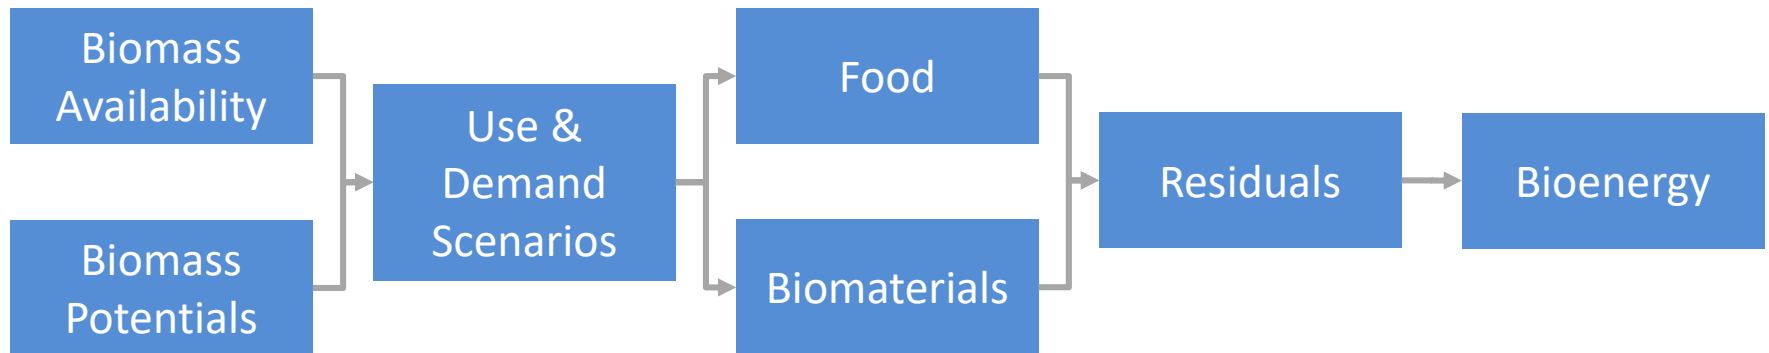 Biomass
Availability
Biomass
Potentials
Use &
Demand
Scenarios
Food
Biomaterials
Residuals
Bioenergy